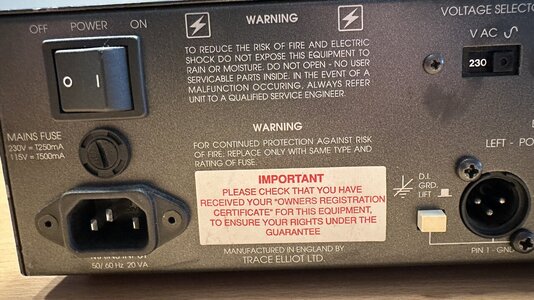 OFF POWER ON
WARNING
VOLTAGE SELECTO
V AC
230
O I
TO REDUCE THE RISK OF FIRE AND ELECTRIC
SHOCK DO NOT EXPOSE THIS EQUIPMENT TO
RAIN OR MOISTURE. DO NOT OPEN - NO USER
SERVICABLE PARTS INSIDE. IN THE EVENT OF A
MALFUNCTION OCCURING, ALWAYS REFER
UNIT TO A QUALIFIED SERVICE ENGINEER.
MAINS FUSE
230V = T250mA
115V = T500mA
WARNING
FOR CONTINUED PROTECTION AGAINST RISK
OF FIRE, REPLACE ONLY WITH SAME TYPE AND
RATING OF FUSE.
IMPORTANT
PLEASE CHECK THAT YOU HAVE
RECEIVED YOUR "OWNERS REGISTRATION
CERTIFICATE" FOR THIS EQUIPMENT,
TO ENSURE YOUR RIGHTS UNDER THE
GUARANTEE
MANUFACTURED IN ENGLAND BY
TRACE ELLIOT LTD.
50/ 60 Hz 20 VA
LEFT - PO
D.I.
GRD.
LIFT
PIN 1 - GND